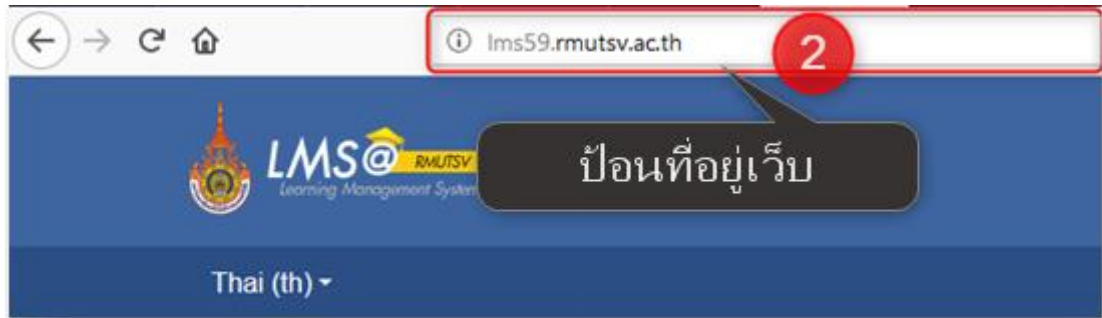 lms59.rmutsv.ac.th
2
LMS@ RMUTSV
Learning Management System
ป้อนที่อยู่เว็บ
Thai (th)